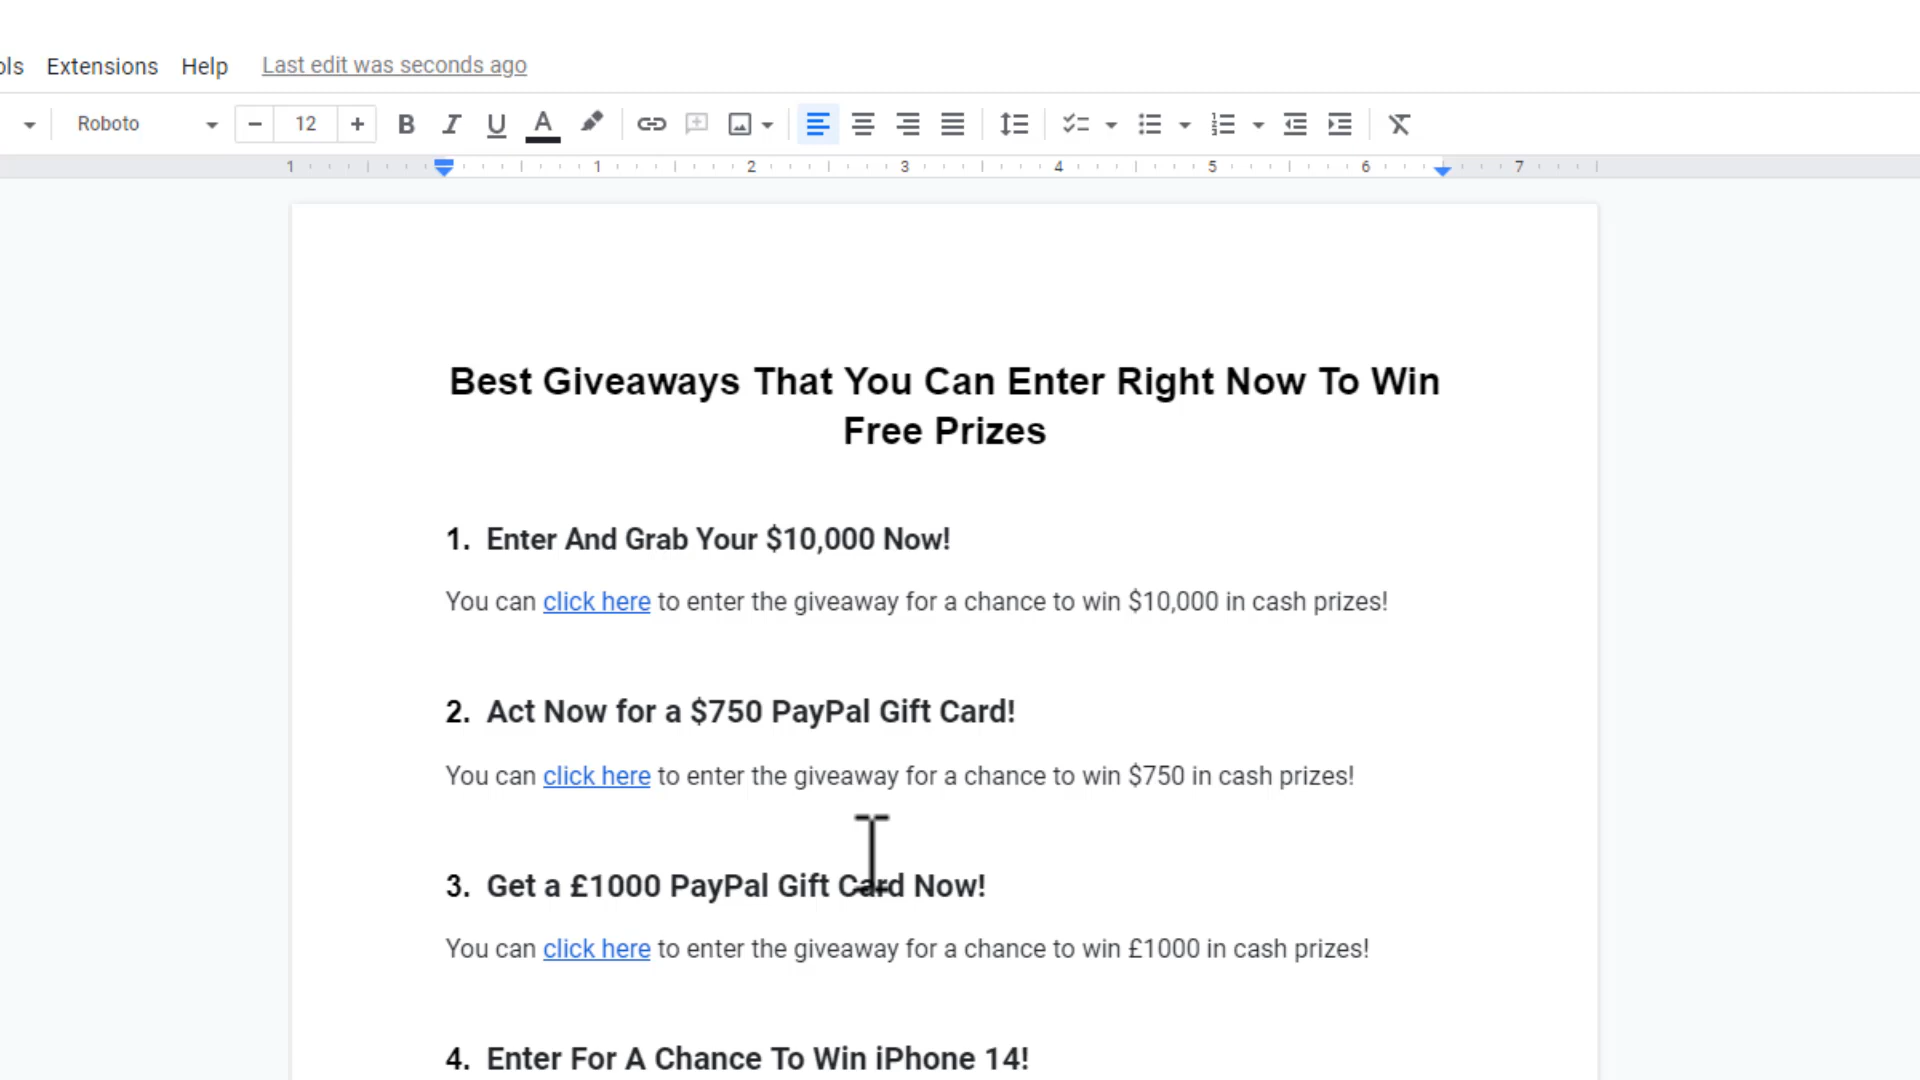 ols Extensions Help Last edit was seconds ago
Roboto 12 B I U A
1 1 2 3 4 5 6 7
Best Giveaways That You Can Enter Right Now To Win
Free Prizes
1. Enter And Grab Your $10,000 Now!
You can click here to enter the giveaway for a chance to win $10,000 in cash prizes!
2. Act Now for a $750 PayPal Gift Card!
You can click here to enter the giveaway for a chance to win $750 in cash prizes!
3. Get a £1000 PayPal Gift Card Now!
You can click here to enter the giveaway for a chance to win £1000 in cash prizes!
4. Enter For A Chance To Win iPhone 14!